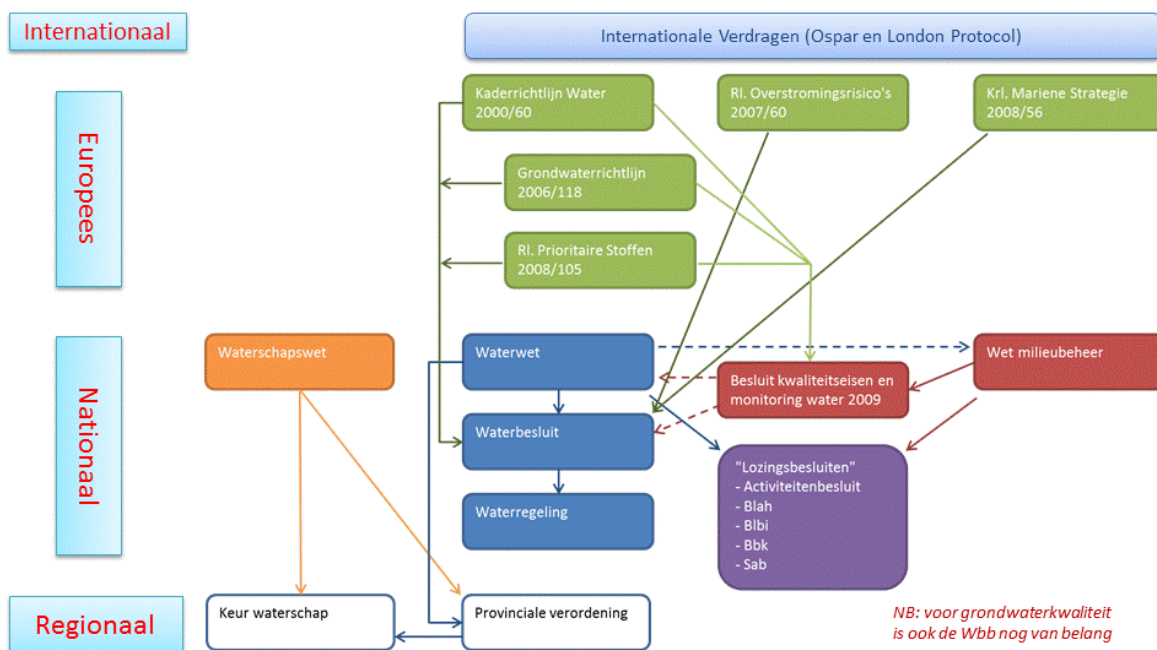 Internationaal
Internationale Verdragen (Ospar en London Protocol)
Europees
Kaderrichtlijn Water
2000/60
Rl. Overstromingsrisico's
2007/60
Krl. Mariene Strategie
2008/56
Grondwaterrichtlijn
2006/118
Rl. Prioritaire Stoffen
2008/105
Nationaal
Waterschapswet
Waterwet
Wet milieubeheer
Besluit kwaliteitseisen en
monitoring water 2009
Waterbesluit
"Lozingsbesluiten"
- Activiteitenbesluit
- Blah
- Blbi
- Bbk
- Sab
Waterregeling
Regionaal
Keur waterschap
Provinciale verordening
NB: voor grondwaterkwaliteit
is ook de Wbb nog van belang